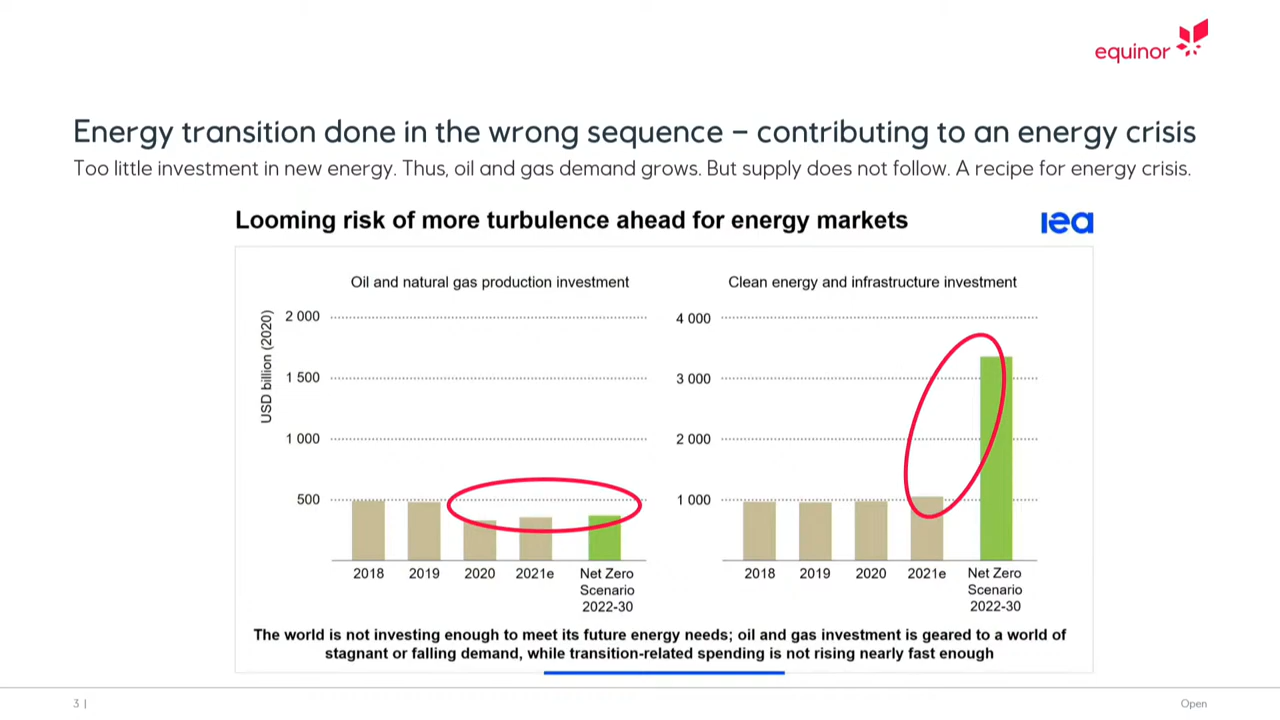 equinor
Energy transition done in the wrong sequence – contributing to an energy crisis
Too little investment in new energy. Thus, oil and gas demand grows. But supply does not follow. A recipe for energy crisis.
Looming risk of more turbulence ahead for energy markets
iea
Oil and natural gas production investment
USD billion (2020)
2 000
1 500
1 000
500
2018 2019 2020 2021e Net Zero
Scenario
2022-30
Clean energy and infrastructure investment
4 000
3 000
2 000
1 000
2018 2019 2020 2021e Net Zero
Scenario
2022-30
The world is not investing enough to meet its future energy needs; oil and gas investment is geared to a world of
stagnant or falling demand, while transition-related spending is not rising nearly fast enough
3 |
Open